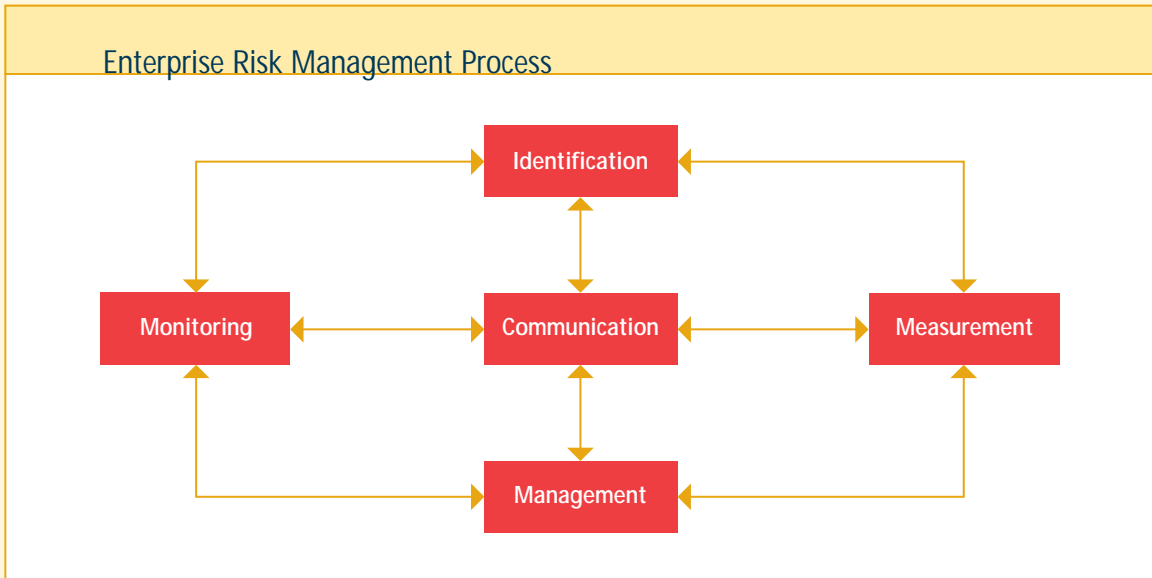 Enterprise Risk Management Process
Identification
Monitoring
Communication
Measurement
Management